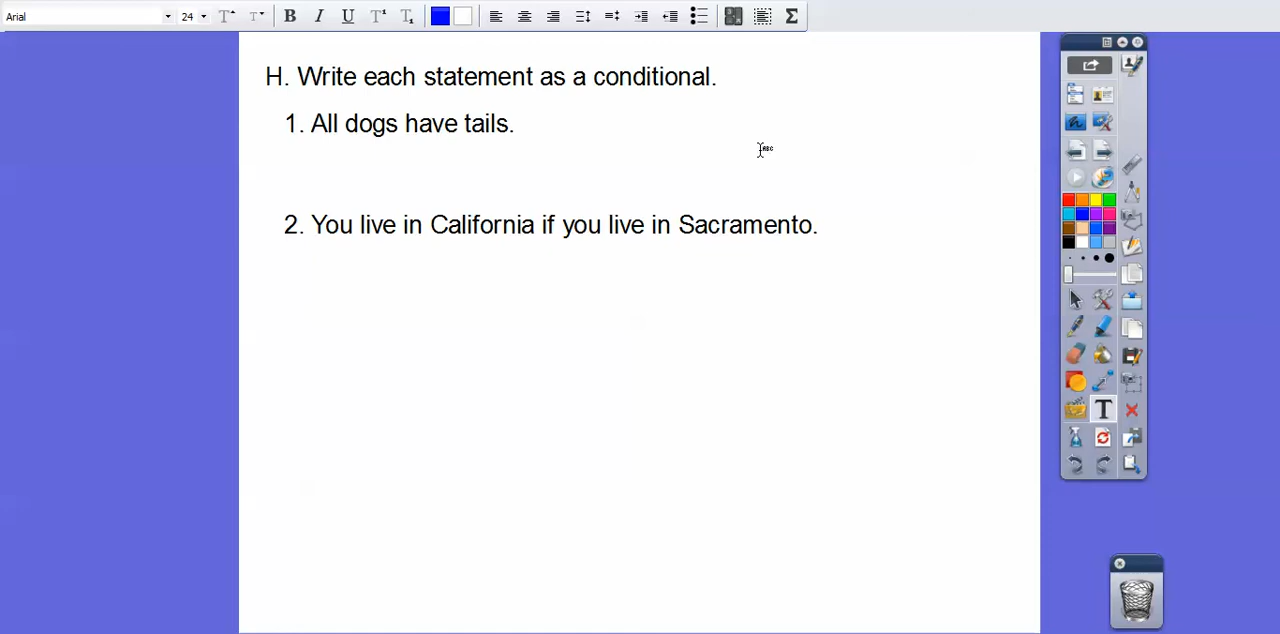 Arial 24 B I U T T
H. Write each statement as a conditional.
1. All dogs have tails.
2. You live in California if you live in Sacramento.
T